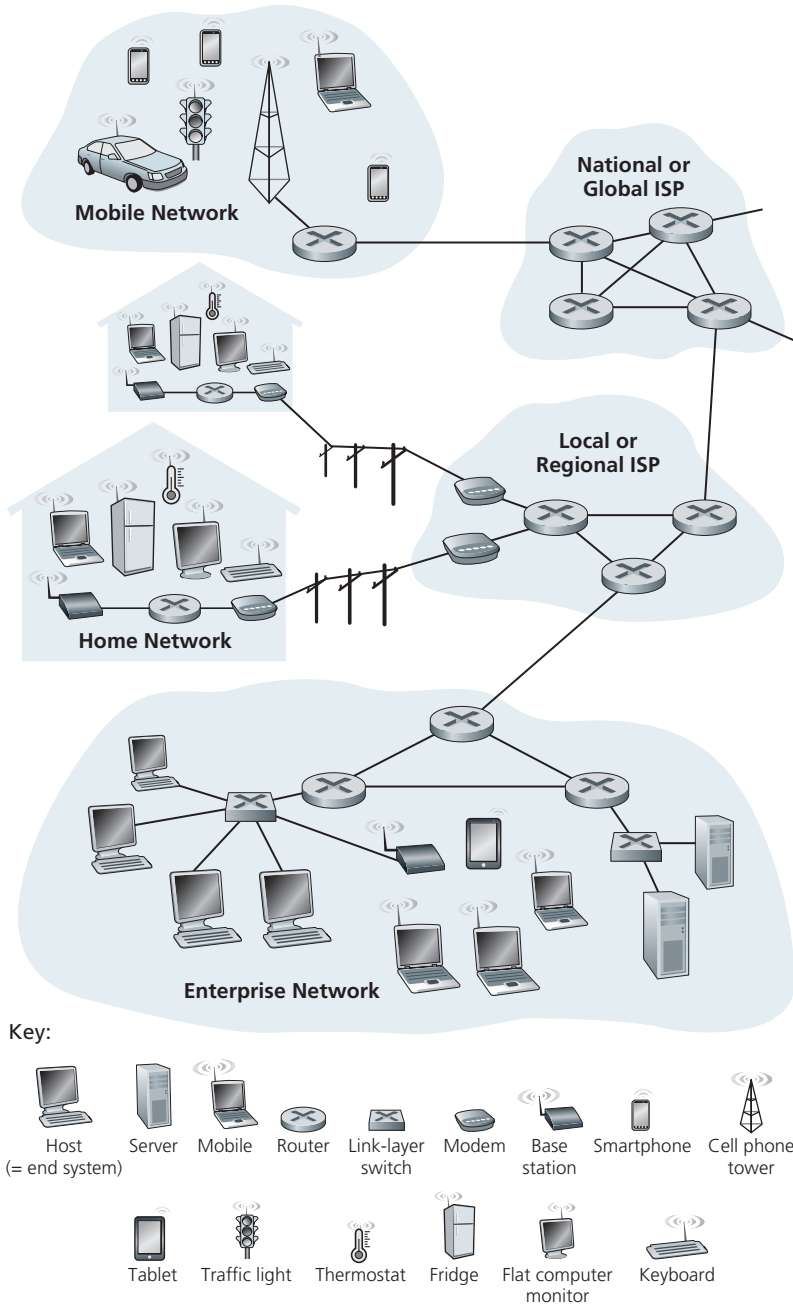 National or
Global ISP
Mobile Network
Local or
Regional ISP
Home Network
Enterprise Network
Key:
Host
(= end system)
Server
Mobile
Router
Link-layer
switch
Modem
Base
station
Smartphone
Cell phone
tower
Tablet
Traffic light
Thermostat
Fridge
Flat computer
monitor
Keyboard